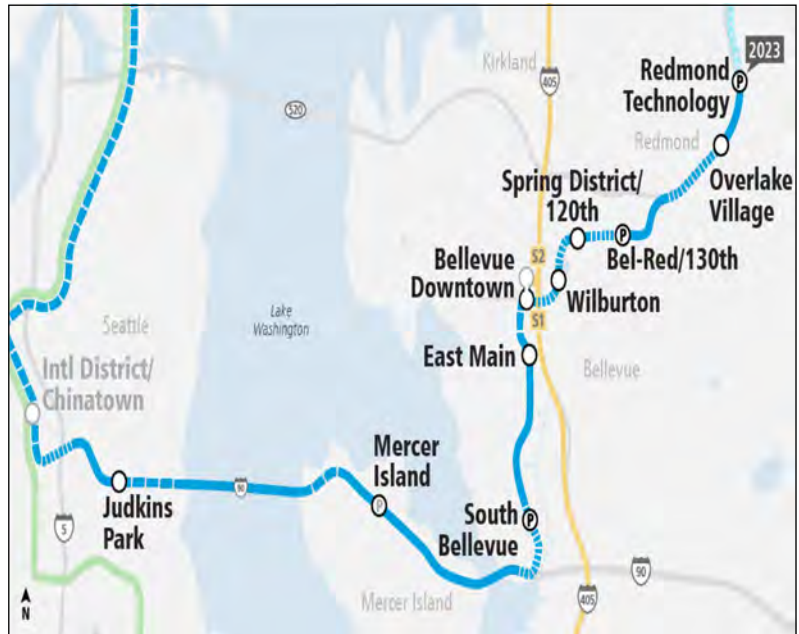 2023
Kirkland
405
Redmond
Technology
P
520
Redmond
Spring District/
120th
Overlake
Village
P
Bel-Red/130th
S2
Bellevue
Downtown
Wilburton
Lake
Washington
Seattle
S1
East Main
Bellevue
Intl District/
Chinatown
Mercer
Island
P
90
Judkins
Park
South
Bellevue
P
5
90
N
Mercer Island
405